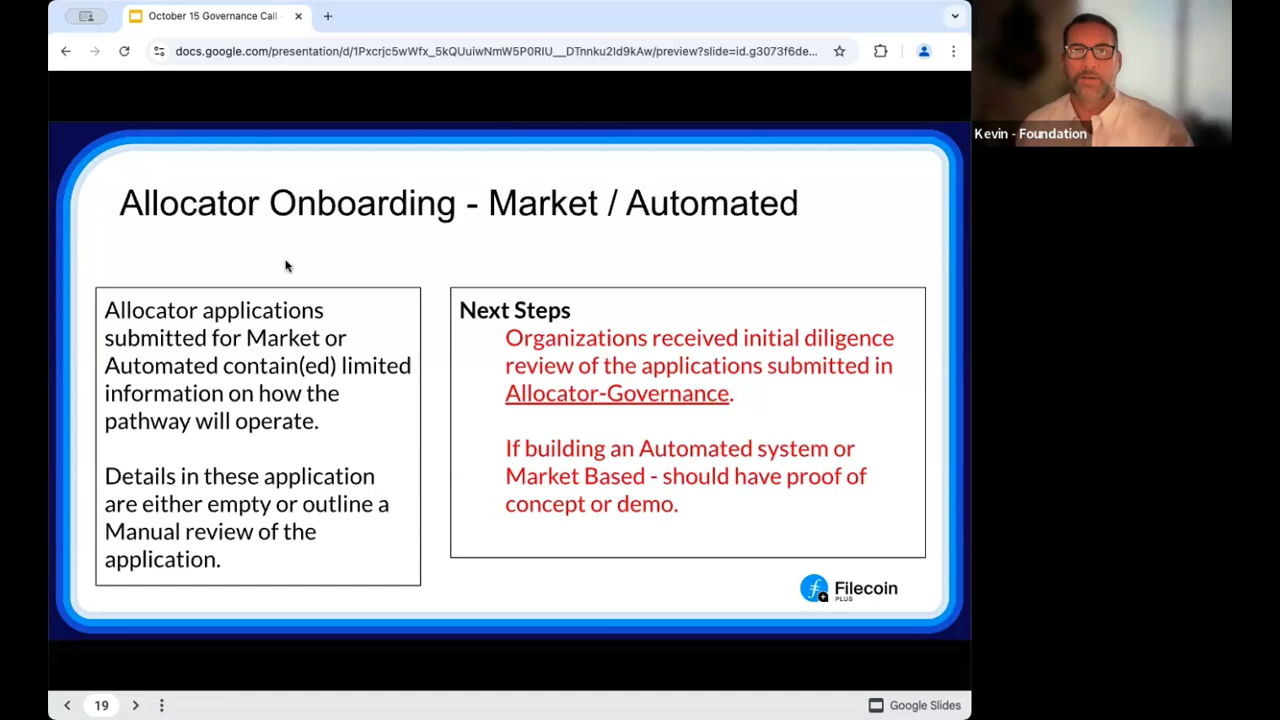 October 15 Governance Call
docs.google.com/presentation/d/1Pxcrjc5wWfx_5kQUuiwNmW5P0RIU__DTnnku2Id9kAw/preview?slide=id.g3073f6de...
Kevin - Foundation
Allocator Onboarding - Market / Automated
Allocator applications
submitted for Market or
Automated contain(ed) limited
information on how the
pathway will operate.
Details in these application
are either empty or outline a
Manual review of the
application.
Next Steps
Organizations received initial diligence
review of the applications submitted in
Allocator-Governance.
If building an Automated system or
Market Based - should have proof of
concept or demo.
Filecoin
PLUS
19
Google Slides